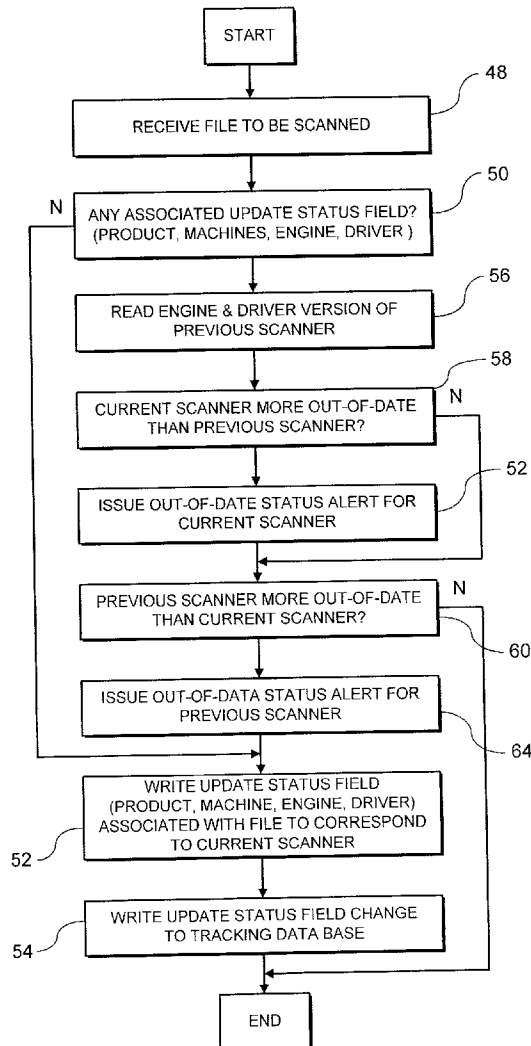 START
48
RECEIVE FILE TO BE SCANNED
50
N
ANY ASSOCIATED UPDATE STATUS FIELD?
(PRODUCT, MACHINES, ENGINE, DRIVER )
56
READ ENGINE & DRIVER VERSION OF
PREVIOUS SCANNER
58
N
CURRENT SCANNER MORE OUT-OF-DATE
THAN PREVIOUS SCANNER?
52
ISSUE OUT-OF-DATE STATUS ALERT FOR
CURRENT SCANNER
N
PREVIOUS SCANNER MORE OUT-OF-DATE
THAN CURRENT SCANNER?
60
ISSUE OUT-OF-DATA STATUS ALERT FOR
PREVIOUS SCANNER
64
WRITE UPDATE STATUS FIELD
(PRODUCT, MACHINE, ENGINE, DRIVER)
ASSOCIATED WITH FILE TO CORRESPOND
TO CURRENT SCANNER
52
WRITE UPDATE STATUS FIELD CHANGE
TO TRACKING DATA BASE
54
END